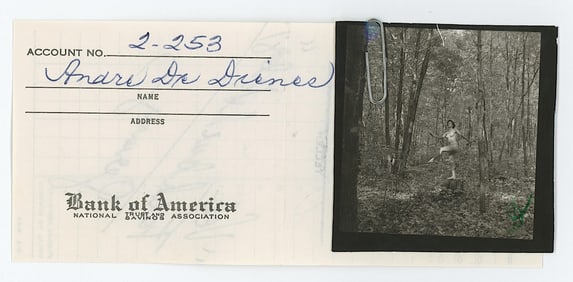 ACCOUNT NO. 2-253
Andre De Dienes
NAME
ADDRESS
Bank of America
NATIONAL TRUST AND SAVINGS ASSOCIATION